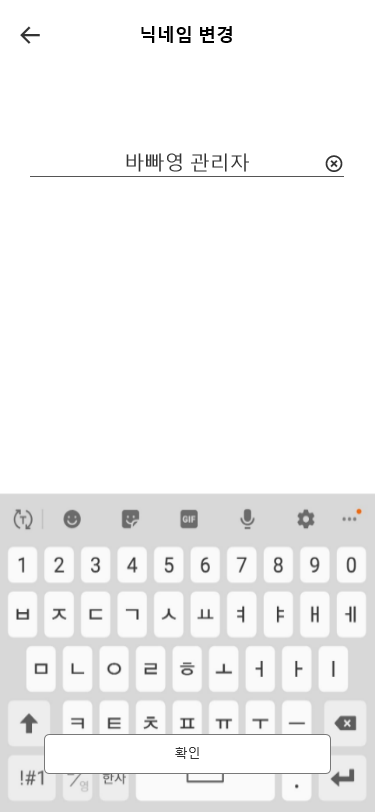 닉네임 변경
바빠영 관리자
GIF
1 2 3 4 5 6 7 8 9 0
ㅂ ㅈ ㄷ ㄱ ㅅ ㅛ ㅕ ㅑ ㅐ ㅔ
ㅁ ㄴ ㅇ ㄹ ㅎ ㅗ ㅓ ㅏ ㅣ
ㅋ ㅌ ㅊ ㅍ ㅠ ㅜ ㅡ
확인
!#1 영 한자 .